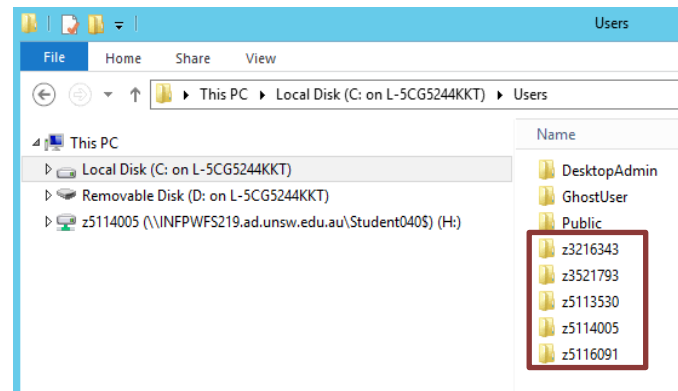 Users
File Home Share View
This PC Local Disk (C: on L-5CG5244KKT) Users
This PC
Local Disk (C: on L-5CG5244KKT)
Removable Disk (D: on L-5CG5244KKT)
z5114005 (\\INFPWFS219.ad.unsw.edu.au\Student040$) (H:)
Name
DesktopAdmin
GhostUser
Public
z3216343
z3521793
z5113530
z5114005
z5116091